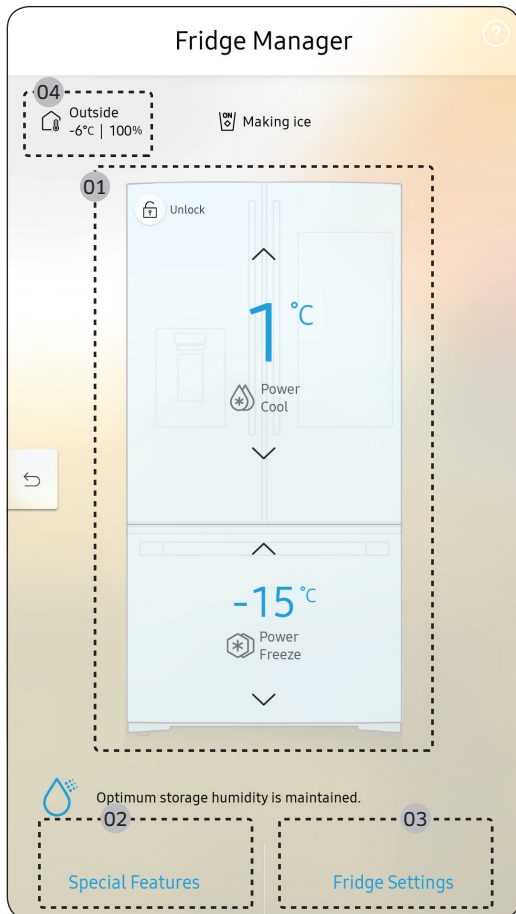 Fridge Manager
?
04
Outside
-6°C | 100%
ON
Making ice
01
Unlock
1 °C
Power
Cool
-15 °C
Power
Freeze
Optimum storage humidity is maintained.
02
03
Special Features
Fridge Settings